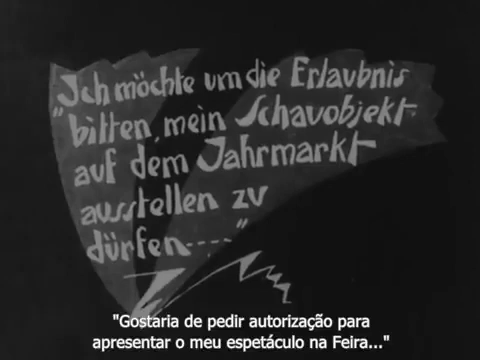 „Ich möchte um die Erlaubnis
bitten, mein Schauobjekt
auf dem Jahrmarkt
ausstellen zu
dürfen----"
"Gostaria de pedir autorização para
apresentar o meu espetáculo na Feira..."